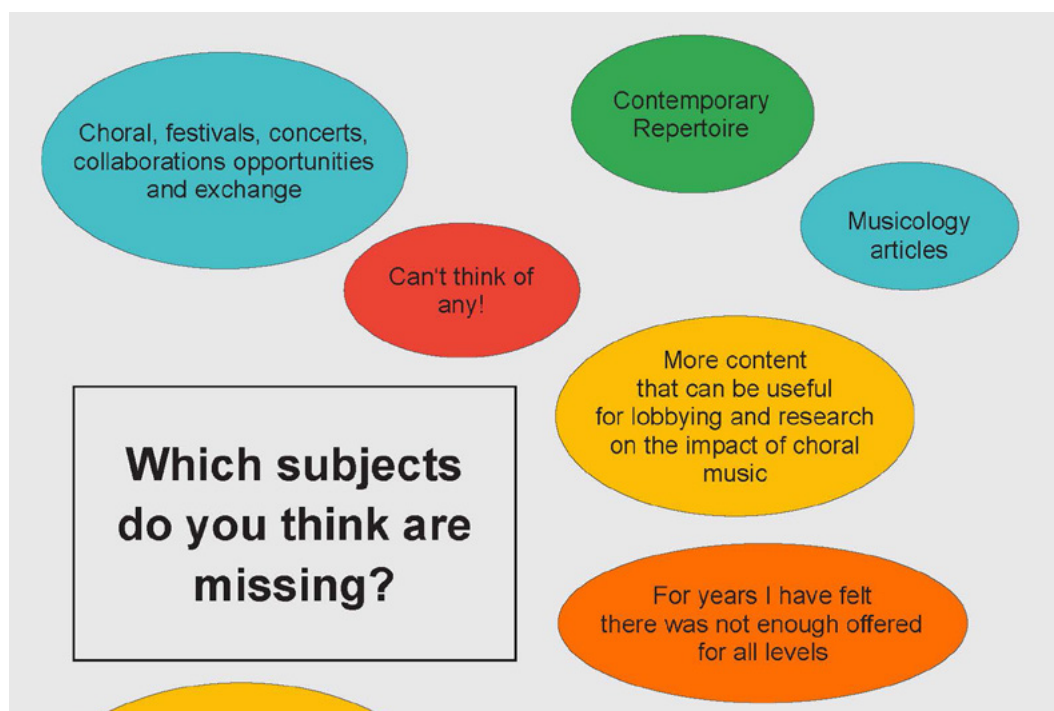 Choral, festivals, concerts,
collaborations opportunities
and exchange
Contemporary
Repertoire
Musicology
articles
Can't think of
any!
More content
that can be useful
for lobbying and research
on the impact of choral
music
Which subjects
do you think are
missing?
For years I have felt
there was not enough offered
for all levels